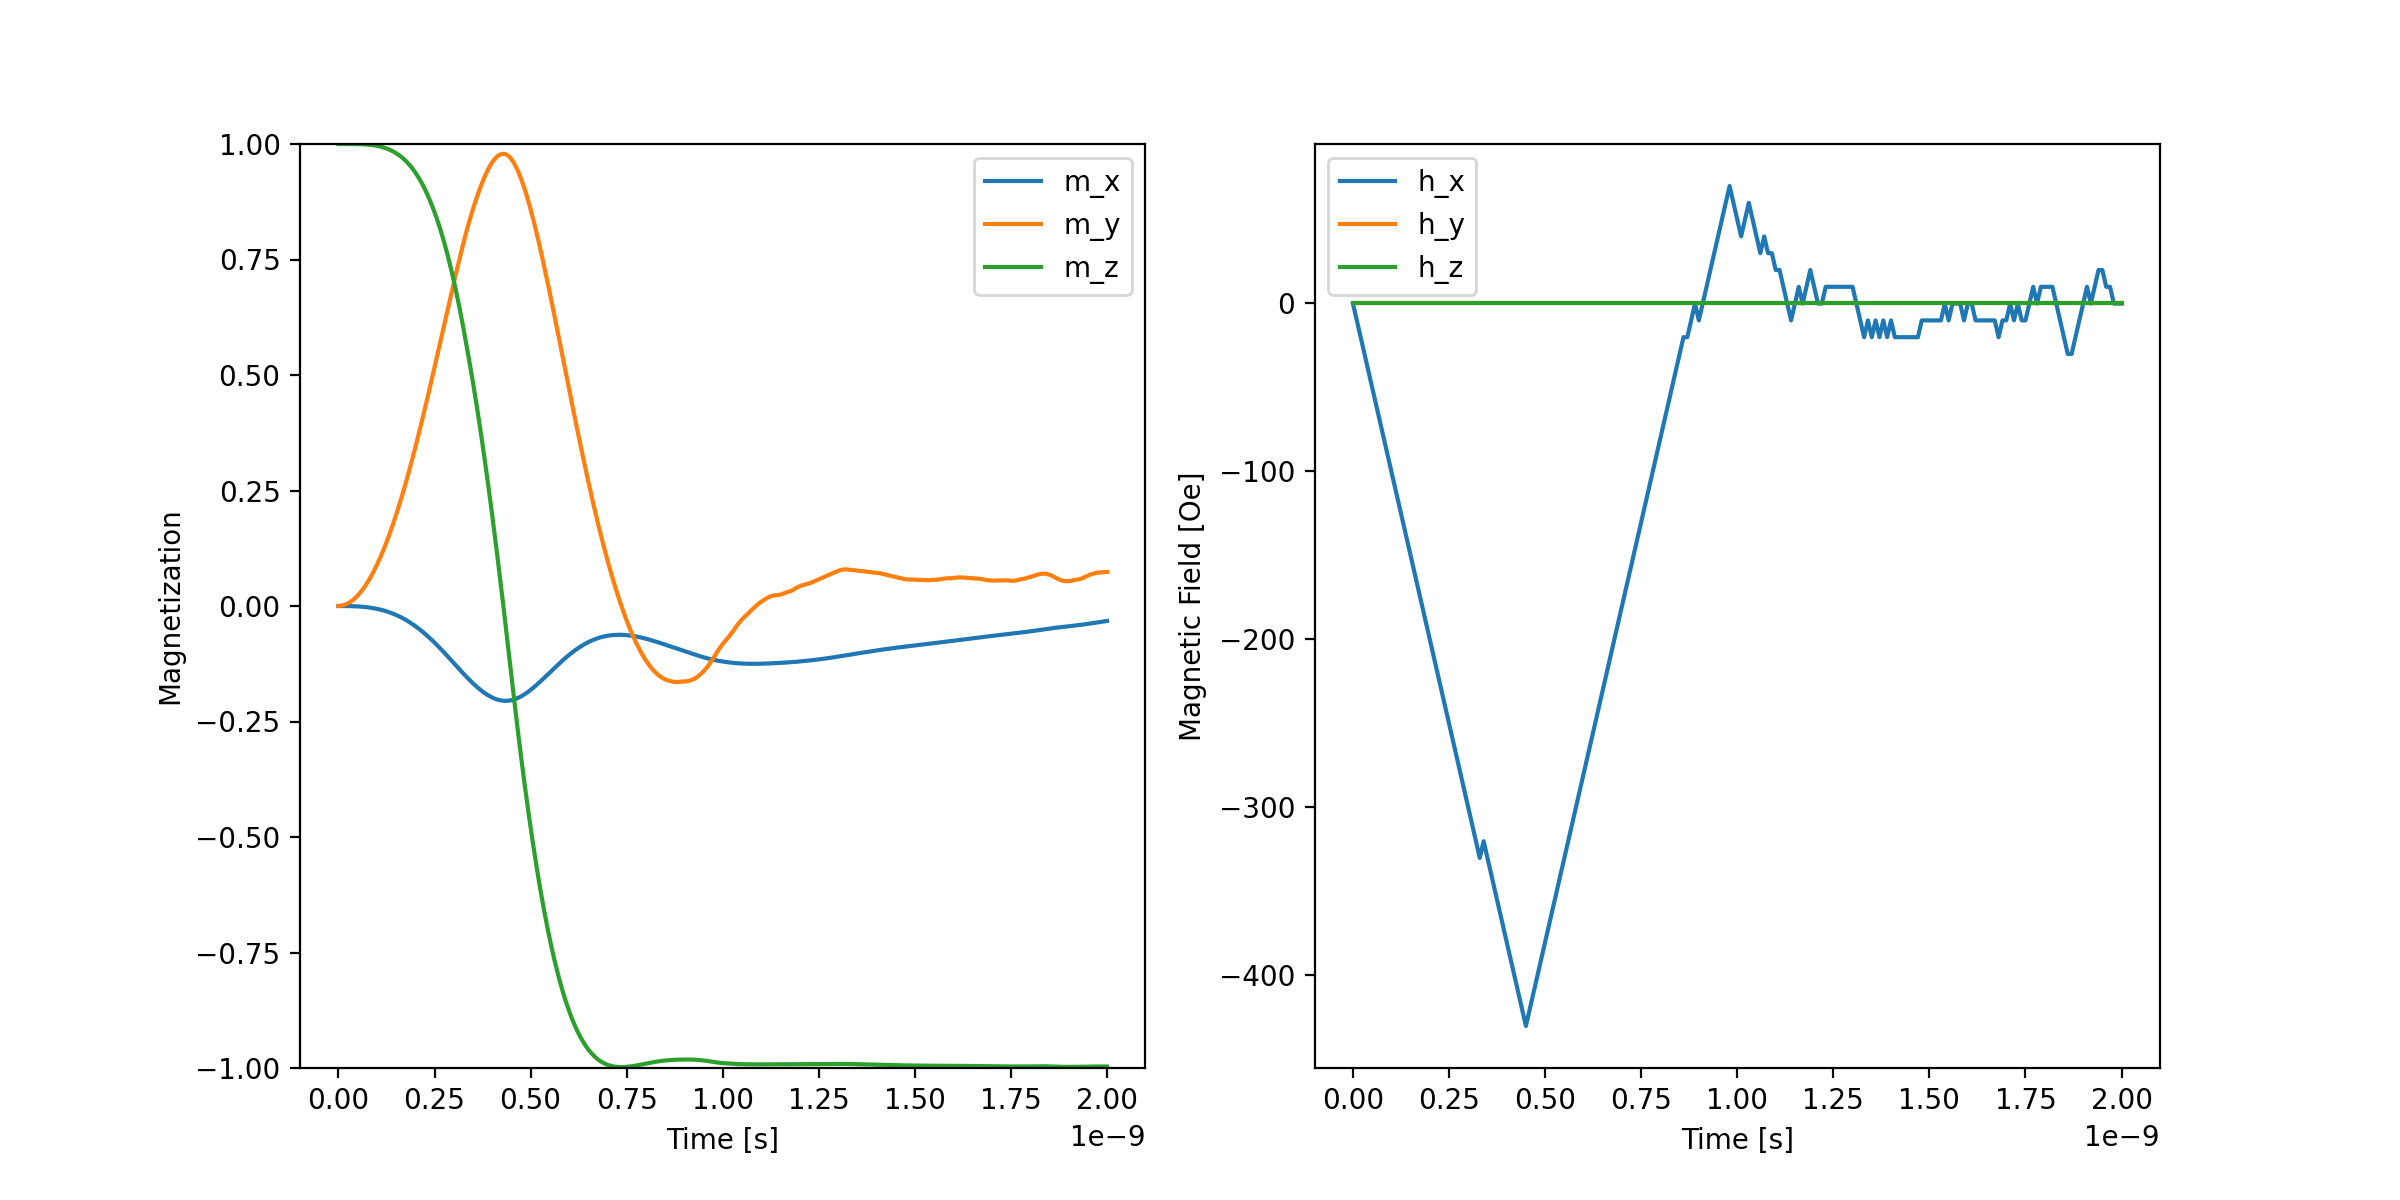 Magnetization
1.00
0.75
0.50
0.25
0.00
−0.25
−0.50
−0.75
−1.00
m_x
m_y
m_z
0.00 0.25 0.50 0.75 1.00 1.25 1.50 1.75 2.00
Time [s]
1e−9
Magnetic Field [Oe]
0
−100
−200
−300
−400
h_x
h_y
h_z
0.00 0.25 0.50 0.75 1.00 1.25 1.50 1.75 2.00
Time [s]
1e−9